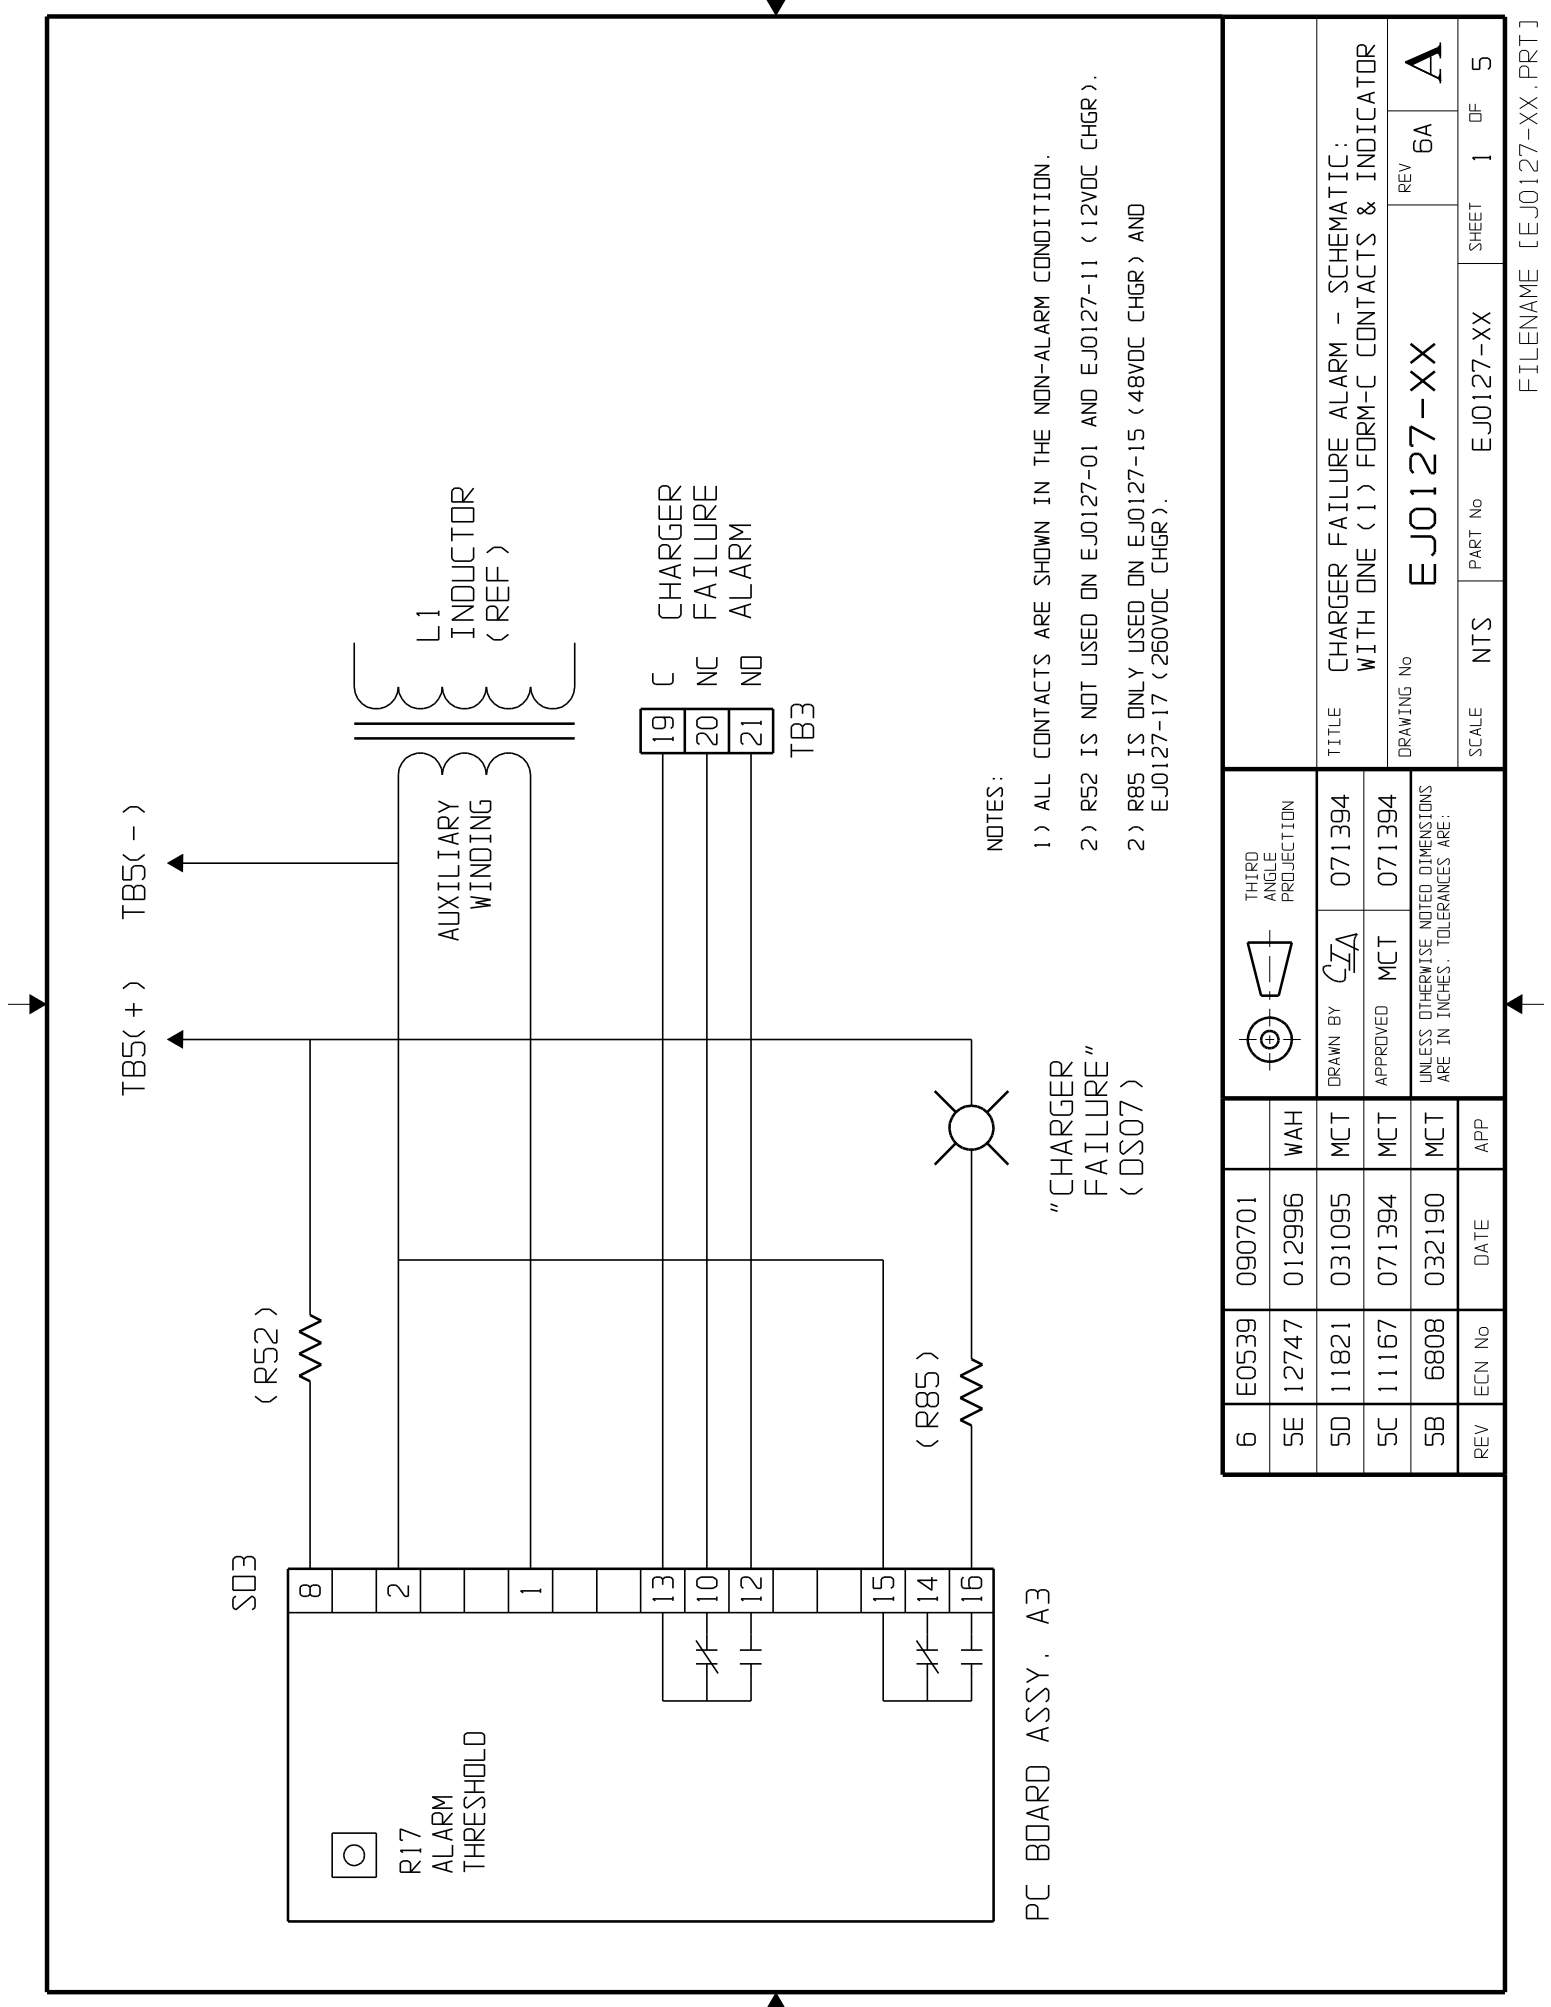 TB5(+)
TB5(-)
SO3
(R52)
8
2
1
13
10
12
15
14
16
R17
ALARM
THRESHOLD
AUXILIARY
WINDING
L1
INDUCTOR
(REF)
19 C
20 NC
21 NO
TB3
CHARGER
FAILURE
ALARM
(R85)
PC BOARD ASSY. A3
"CHARGER
FAILURE"
(DS07)
NOTES:
1) ALL CONTACTS ARE SHOWN IN THE NON-ALARM CONDITION.
2) R52 IS NOT USED ON EJ0127-01 AND EJ0127-11 (12VDC CHGR).
2) R85 IS ONLY USED ON EJ0127-15 (48VDC CHGR) AND
EJ0127-17 (260VDC CHGR).
6 E0539 090701
5E 12747 012996 WAH
5D 11821 031095 MCT
5C 11167 071394 MCT
5B 6808 032190 MCT
REV ECN No DATE APP
THIRD
ANGLE
PROJECTION
DRAWN BY CIA 071394
APPROVED MCT 071394
UNLESS OTHERWISE NOTED DIMENSIONS
ARE IN INCHES. TOLERANCES ARE:
TITLE CHARGER FAILURE ALARM - SCHEMATIC:
WITH ONE (1) FORM-C CONTACTS & INDICATOR
DRAWING No EJ0127-XX REV 6A A
SCALE NTS PART No EJ0127-XX SHEET 1 OF 5
FILENAME [EJ0127-XX.PRT]